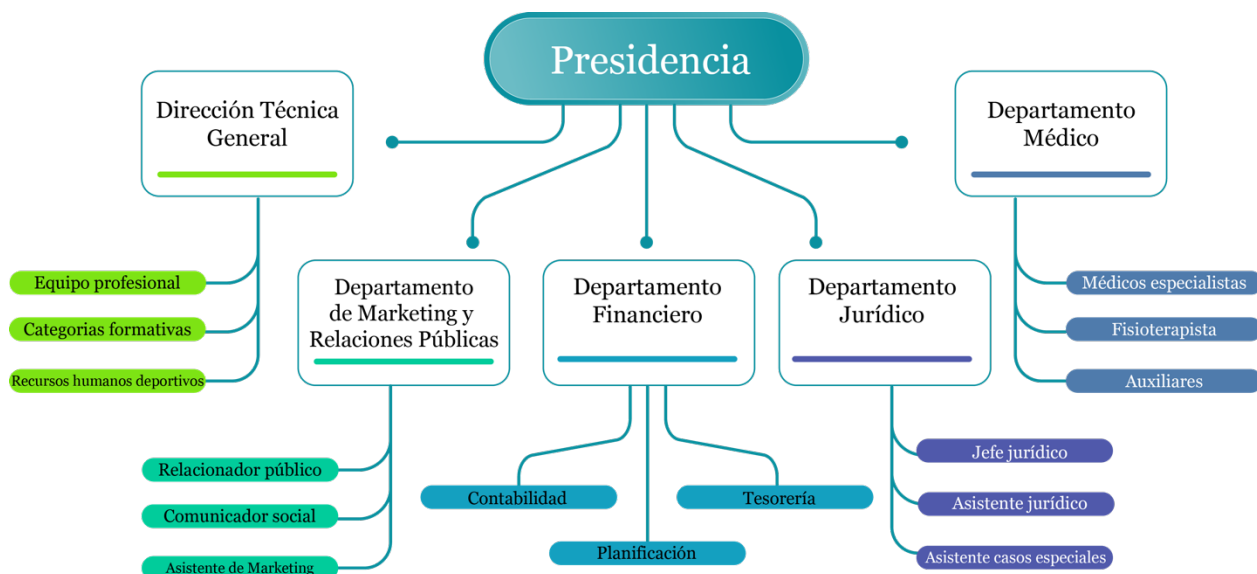 Presidencia
Dirección Técnica
General
Departamento
Médico
Equipo profesional
Categorias formativas
Recursos humanos deportivos
Departamento
de Marketing y
Relaciones Públicas
Departamento
Financiero
Departamento
Jurídico
Médicos especialistas
Fisioterapista
Auxiliares
Relacionador público
Comunicador social
Asistente de Marketing
Contabilidad
Tesorería
Planificación
Jefe jurídico
Asistente jurídico
Asistente casos especiales